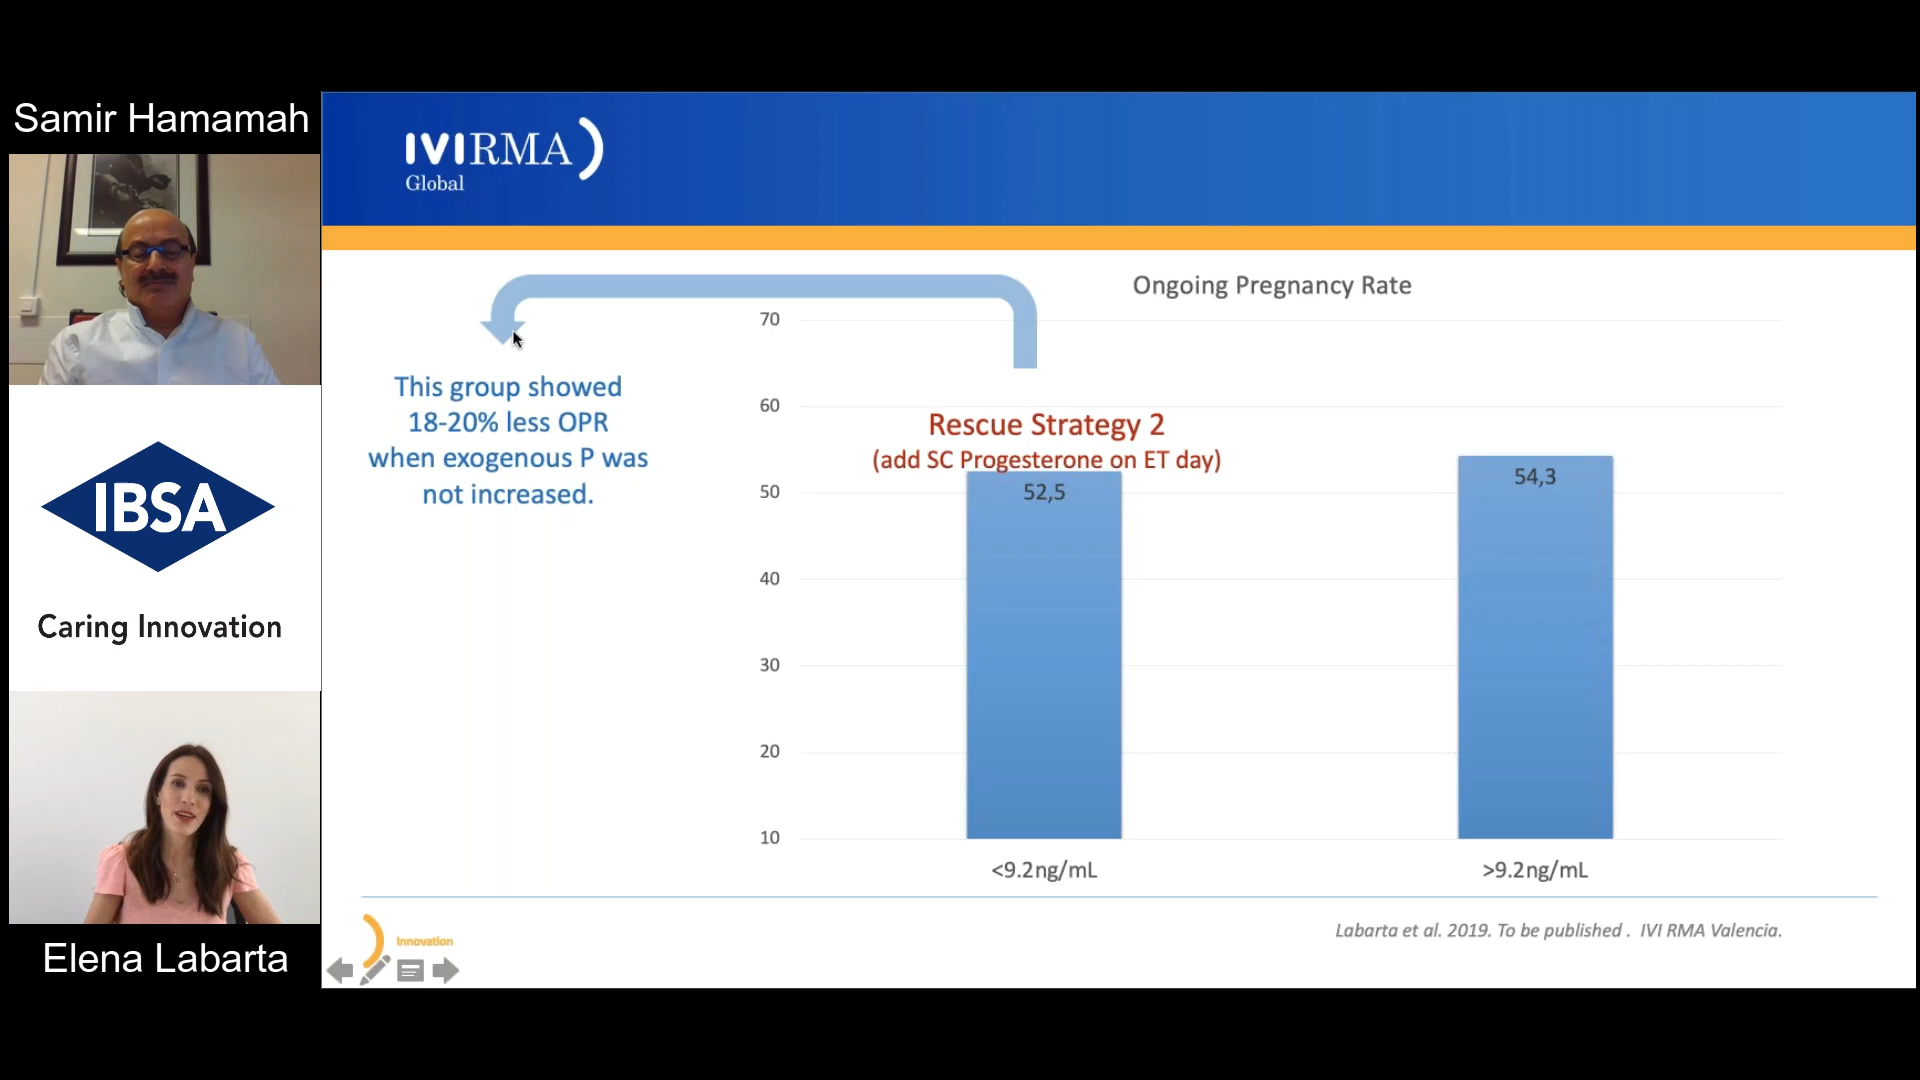 Samir Hamamah
IBSA
Caring Innovation
Elena Labarta
IVIRMA
Global
Ongoing Pregnancy Rate
This group showed
18-20% less OPR
when exogenous P was
not increased.
70
60
50
40
30
20
10
Rescue Strategy 2
(add SC Progesterone on ET day)
52,5
54,3
<9.2ng/mL
>9.2ng/mL
Labarta et al. 2019. To be published . IVI RMA Valencia.
Innovation